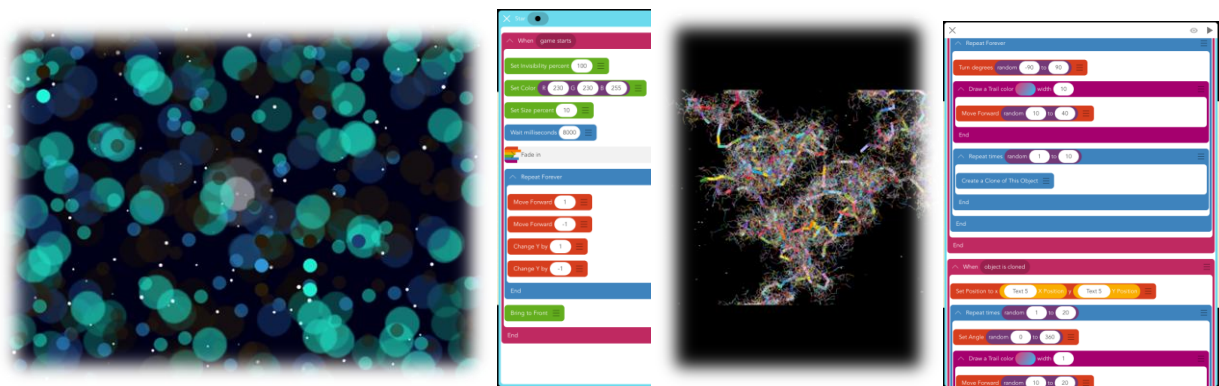 Star
When game starts
Set Invisibility percent 100
Set Color R 230 G 230 B 255
Set Size percent 10
Wait milliseconds 8000
Fade in
Repeat Forever
Move Forward 1
Move Forward -1
Change Y by 1
Change Y by -1
End
Bring to Front
End
Repeat Forever
Turn degrees random -90 to 90
Draw a Trail color width 10
Move Forward random 10 to 40
End
Repeat times random 1 to 10
Create a Clone of This Object
End
End
End
When object is cloned
Set Position to x Text 5 X Position y Text 5 Y Position
Repeat times random 1 to 20
Set Angle random 0 to 360
Draw a Trail color width 1
Move Forward random 10 to 20